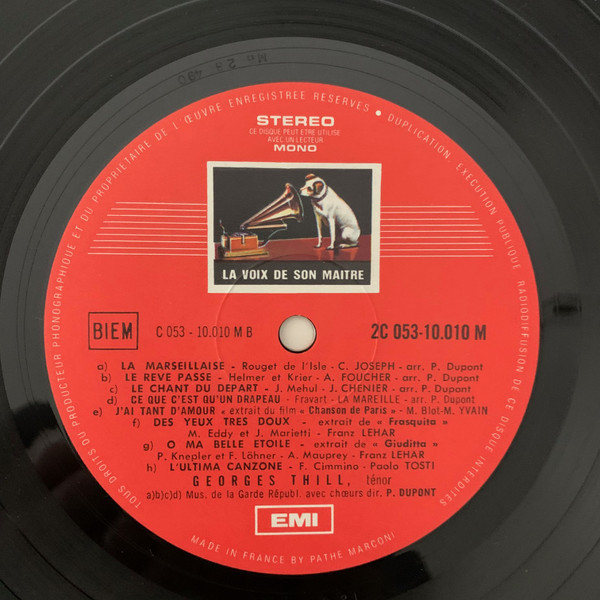 TOUS DROITS DU PRODUCTEUR PHONOGRAPHIQUE ET DU PROPRIETAIRE DE L'ŒUVRE ENREGISTREE RESERVES • DUPLICATION EXECUTION PUBLIQUE RADIODIFFUSION DE CE DISQUE INTERDITES
STEREO
CE DISQUE PEUT ETRE UTILISE
AVEC UN LECTEUR
MONO
LA VOIX DE SON MAITRE
BIEM
C 053 - 10.010 M B
2C 053-10.010 M
a) LA MARSEILLAISE - Rouget de l'Isle - C. JOSEPH - arr. P. Dupont
b) LE REVE PASSE - Helmer et Krier - A. FOUCHER - arr. P. Dupont
c) LE CHANT DU DEPART - J. Mehul - J. CHENIER - arr. P. Dupont
d) CE QUE C'EST QU'UN DRAPEAU - Fravart - LA MAREILLE - arr. P. Dupont
e) J'AI TANT D'AMOUR « extrait du film » Chanson de Paris » - M. Blot-M. YVAIN
f) DES YEUX TRES DOUX - extrait de « Frasquita »
M. Eddy et J. Marietti - Franz LEHAR
g) O MA BELLE ETOILE - extrait de « Giuditta »
P. Knepler et F. Löhner - A. Mauprey - Franz LEHAR
h) L'ULTIMA CANZONE - F. Cimmino - Paolo TOSTI
GEORGES THILL, ténor
a)b)c)d) Mus. de la Garde Républ. avec chœurs dir. P. DUPONT
EMI
MADE IN FRANCE BY PATHE MARCONI